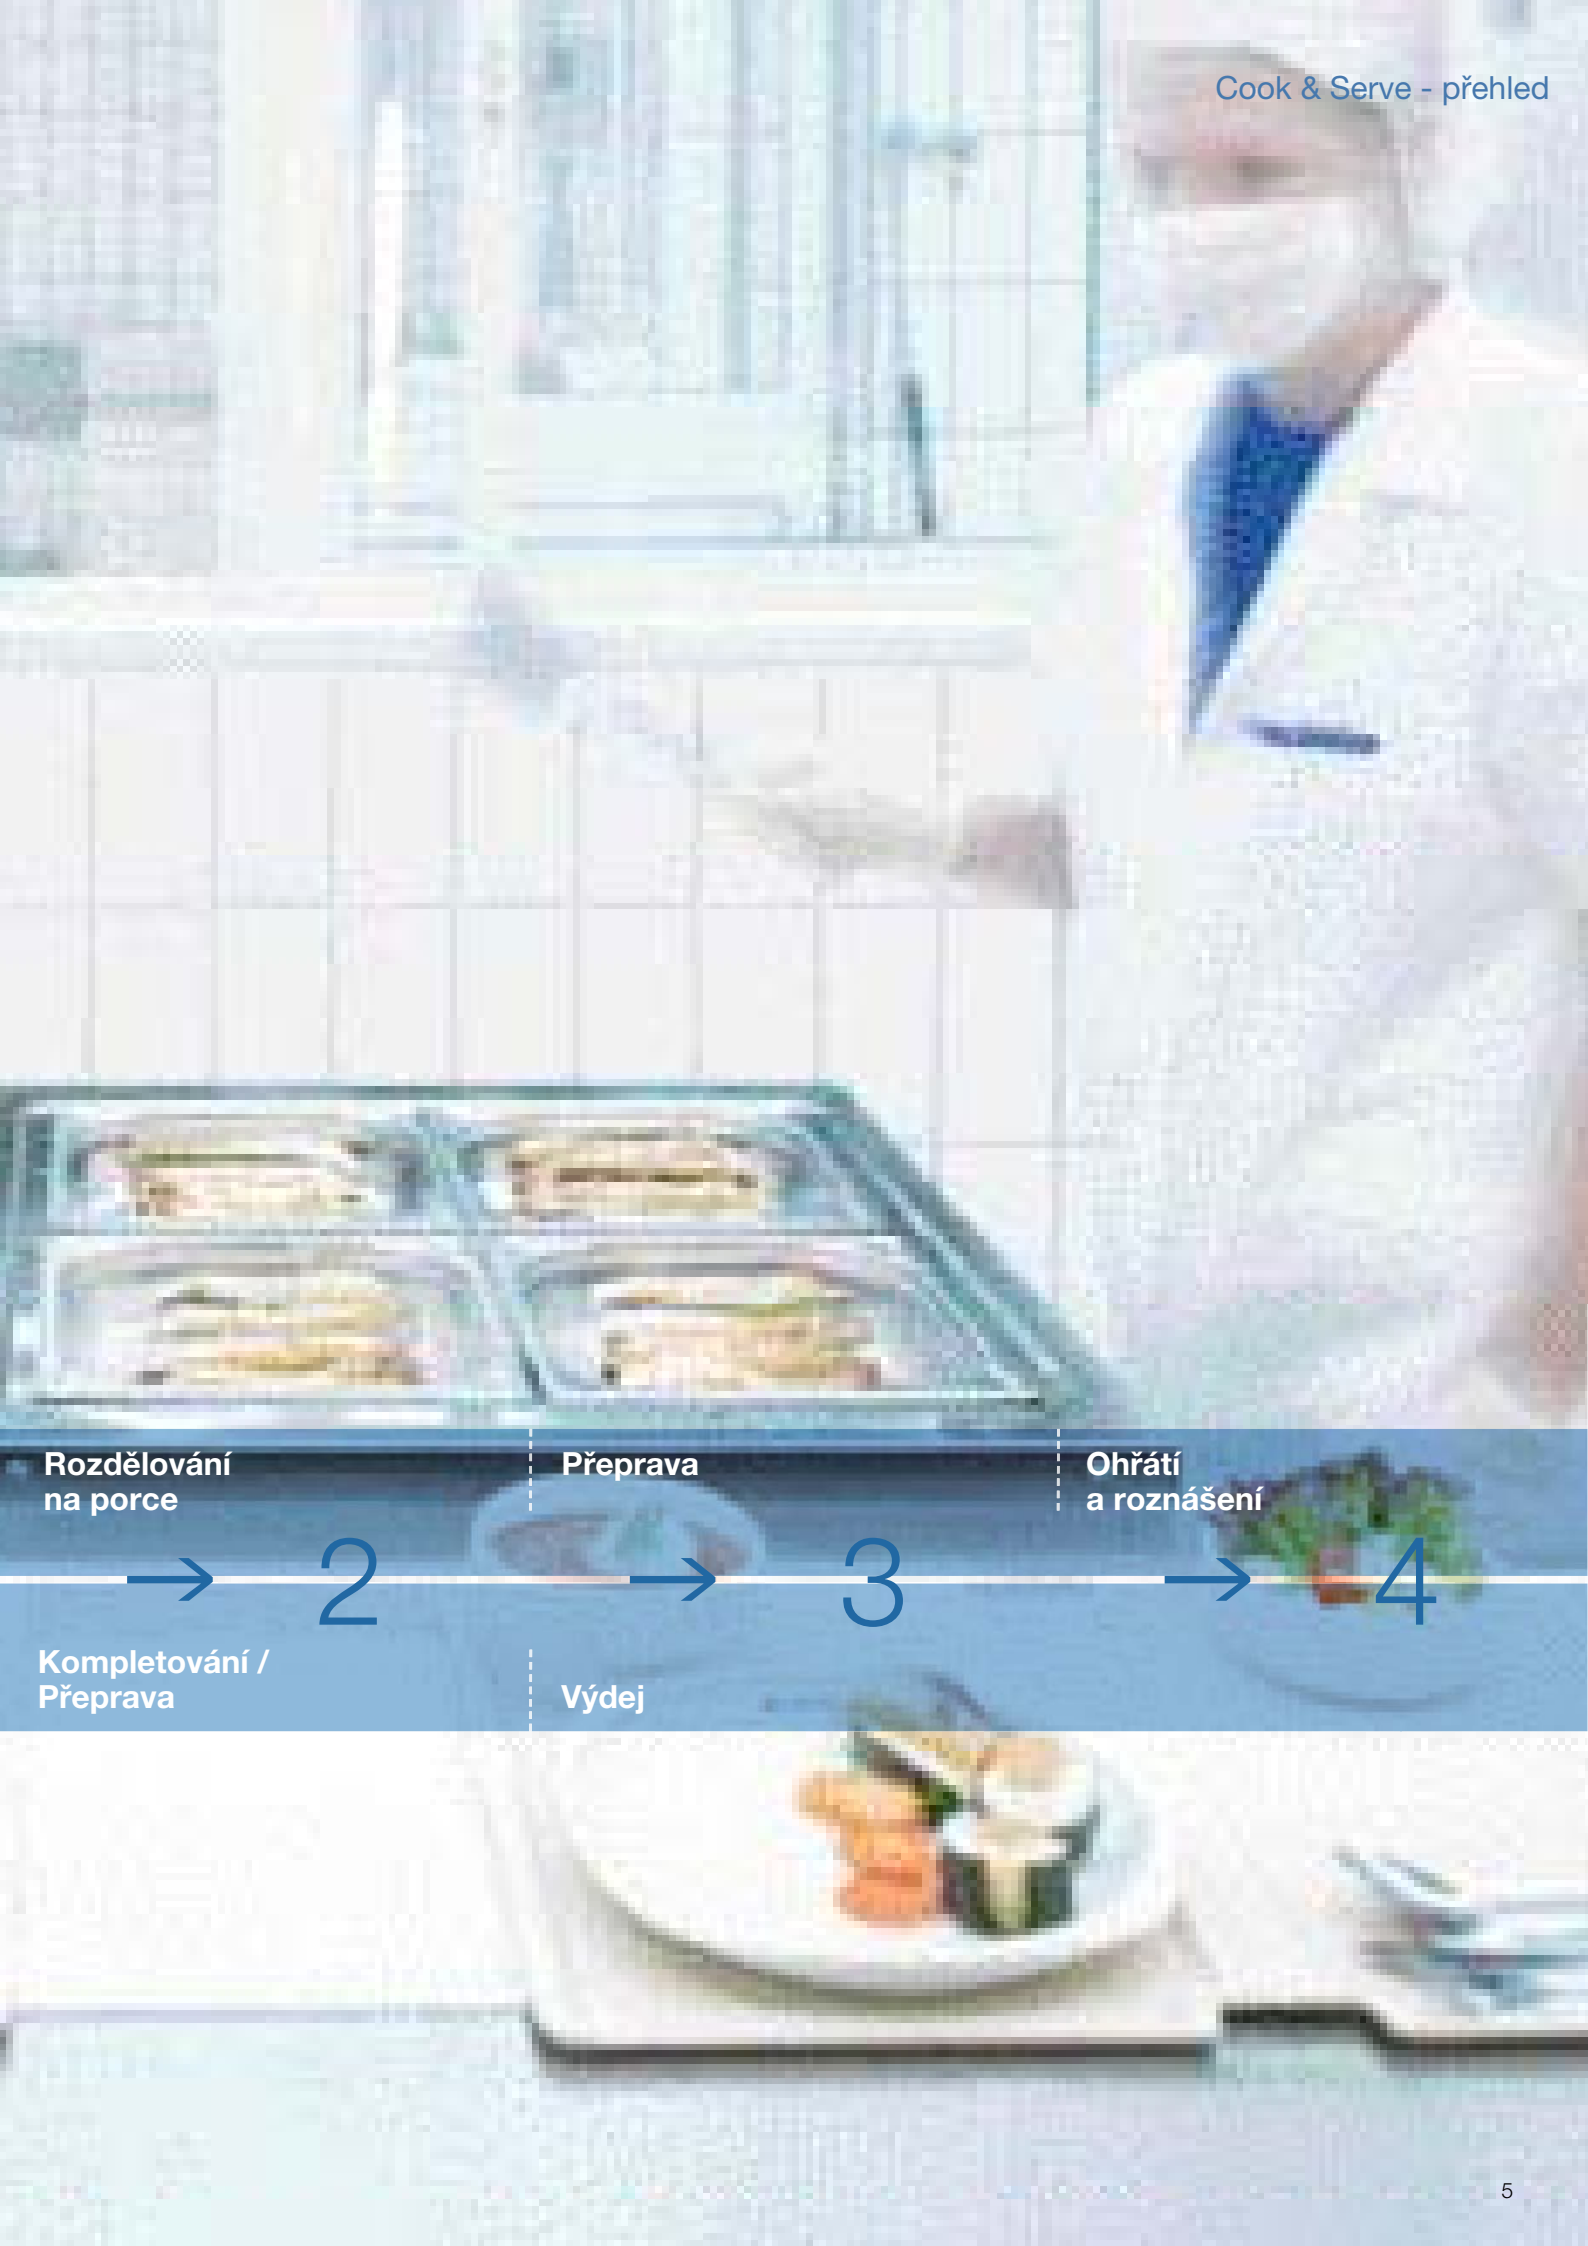 Cook & Serve - přehled
Rozdělování
na porce
Přeprava
Ohřátí
a roznášení
→ 2 → 3 → 4
Kompletování /
Přeprava
Výdej
5